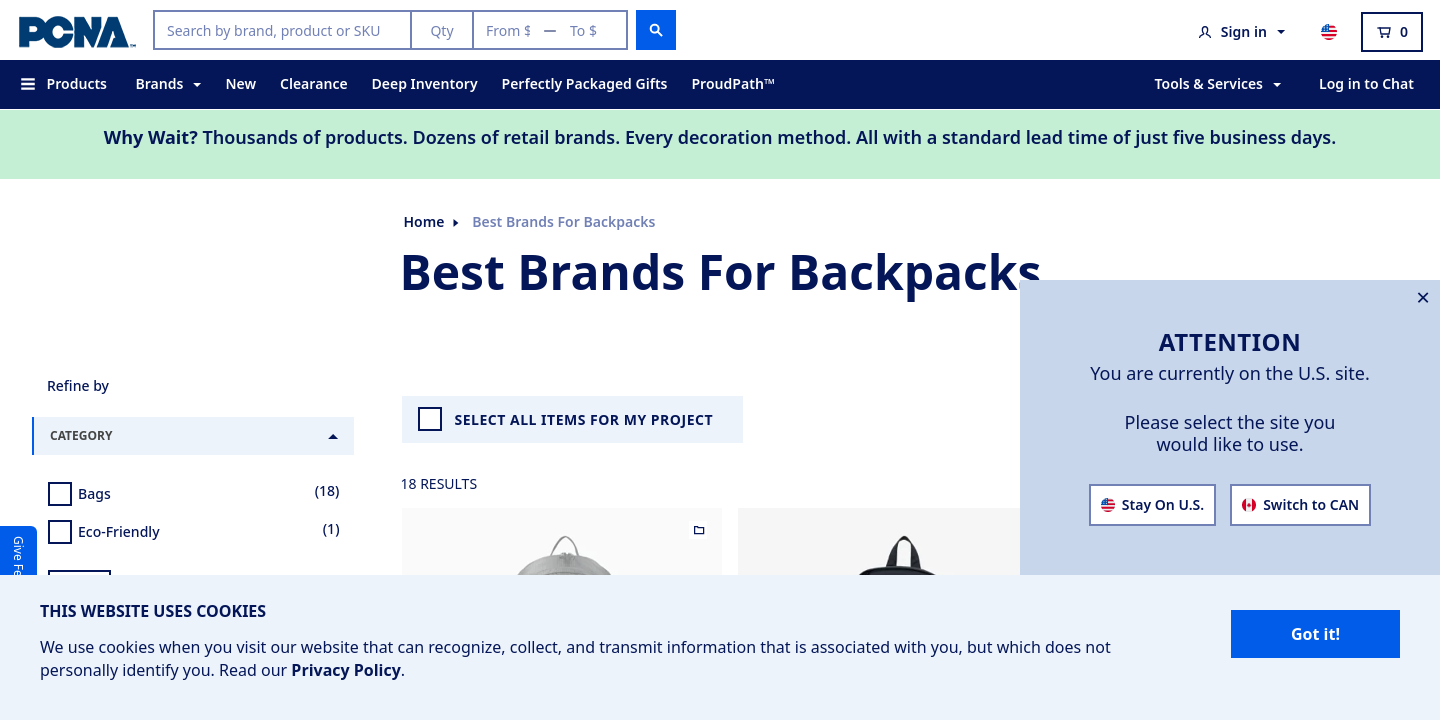 PCNA™
Search by brand, product or SKU
Qty
From $ — To $
Sign in
0
Products
Brands
New
Clearance
Deep Inventory
Perfectly Packaged Gifts
ProudPath™
Tools & Services
Log in to Chat
Why Wait? Thousands of products. Dozens of retail brands. Every decoration method. All with a standard lead time of just five business days.
Home
Best Brands For Backpacks
Best Brands For Backpacks
ATTENTION
You are currently on the U.S. site.
Please select the site you
would like to use.
Stay On U.S.
Switch to CAN
Refine by
CATEGORY
Bags (18)
Eco-Friendly (1)
SELECT ALL ITEMS FOR MY PROJECT
18 RESULTS
Give
THIS WEBSITE USES COOKIES
We use cookies when you visit our website that can recognize, collect, and transmit information that is associated with you, but which does not
personally identify you. Read our Privacy Policy.
Got it!